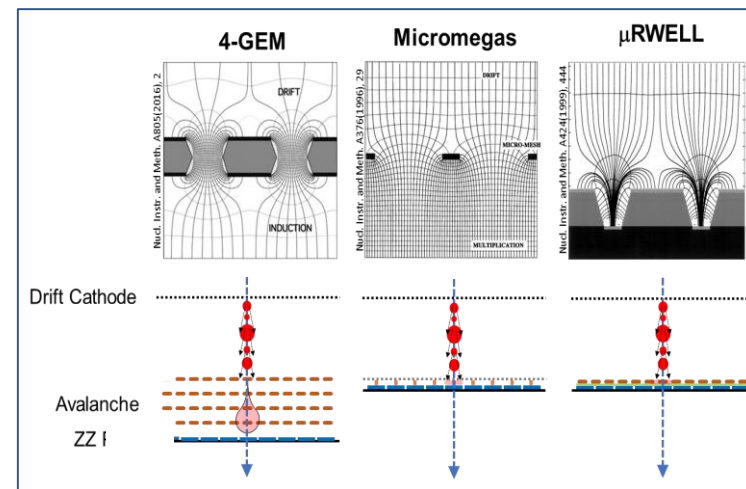 4-GEM
Micromegas
μRWELL
Nucl. Instr. and Meth. A805(2016), 2
DRIFT
INDUCTION
Nucl. Instr. and Meth. A376(1996), 29
DRIFT
MICRO-MESH
MULTIPLICATION
Nucl. Instr. and Meth. A424(1999), 444
Drift Cathode
Avalanche
ZZ